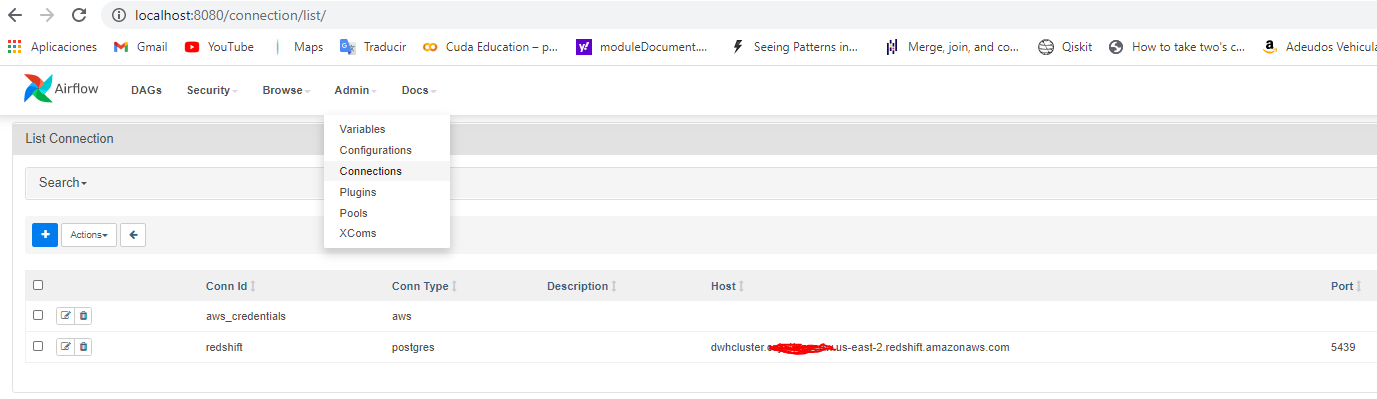 localhost:8080/connection/list/
Aplicaciones Gmail YouTube Maps Traducir Cuda Education – p... moduleDocument.... Seeing Patterns in... Merge, join, and co... Qiskit How to take two's c... Adeudos Vehicula
Airflow DAGs Security Browse Admin Docs
Variables
List Connection
Configurations
Connections
Search
Plugins
Pools
XComs
+ Actions
Conn Id Conn Type Description Host Port
aws_credentials aws
redshift postgres dwhcluster. .us-east-2.redshift.amazonaws.com 5439